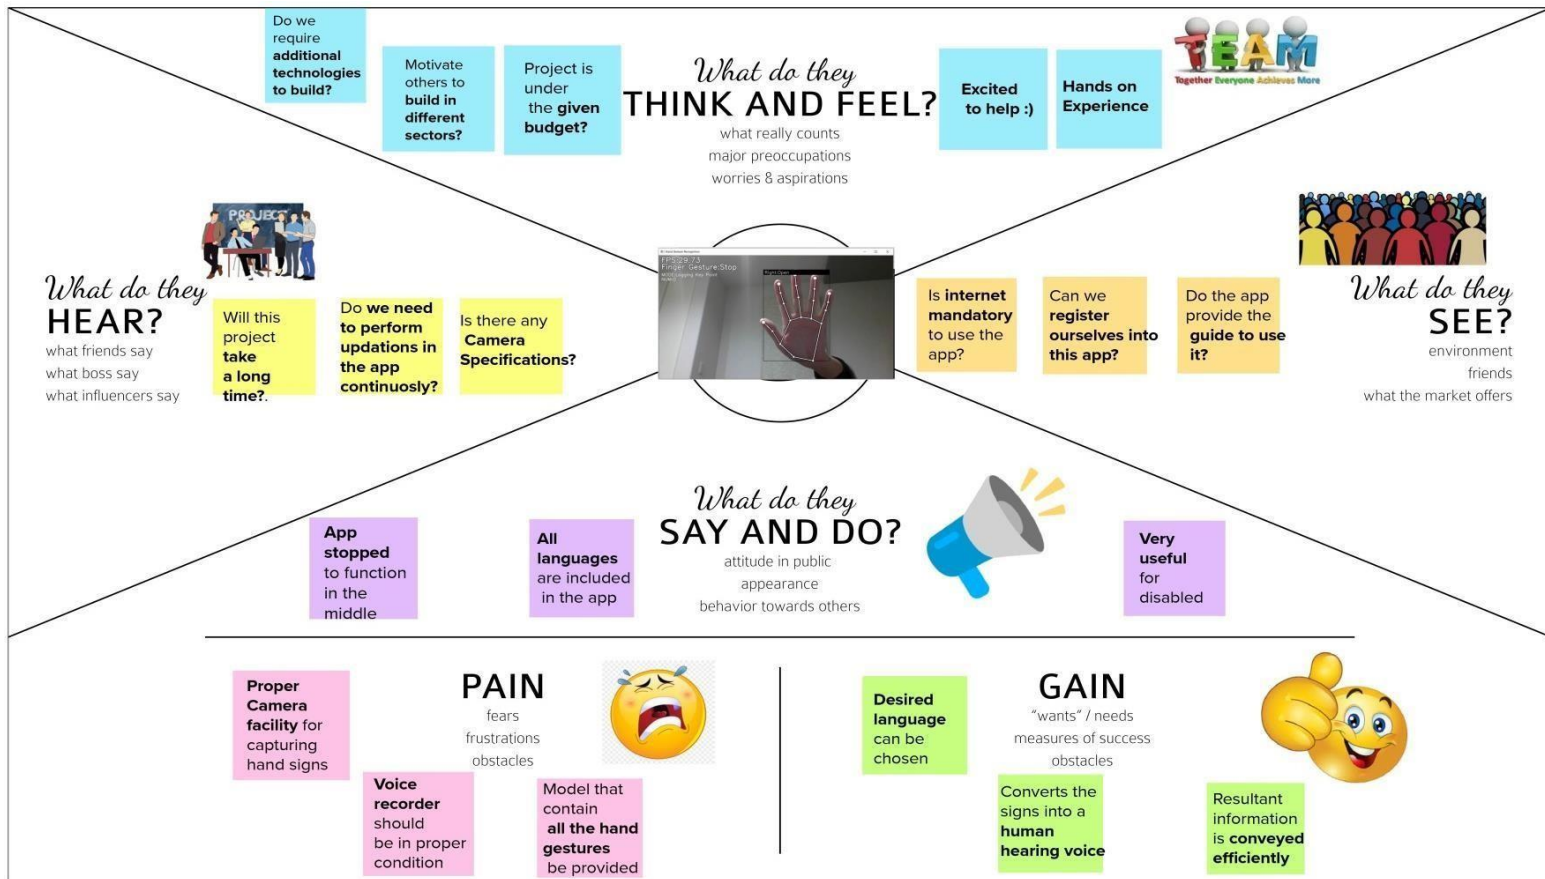 Do we
require
additional
technologies
to build?
Motivate
others to
build in
different
sectors?
Project is
under
the given
budget?
What do they
THINK AND FEEL?
what really counts
major preoccupations
worries & aspirations
Excited
to help :)
Hands on
Experience
TEAM
Together Everyone Achieves More
PROJECT
What do they
HEAR?
what friends say
what boss say
what influencers say
Will this
project
take
a long
time?.
Do we need
to perform
updations in
the app
continuosly?
Is there any
Camera
Specifications?
FPS:29.73
Finger Gesture:Stop
Right:Open
Is internet
mandatory
to use the
app?
Can we
register
ourselves into
this app?
Do the app
provide the
guide to use
it?
What do they
SEE?
environment
friends
what the market offers
What do they
SAY AND DO?
attitude in public
appearance
behavior towards others
App
stopped
to function
in the
middle
All
languages
are included
in the app
Very
useful
for
disabled
PAIN
fears
frustrations
obstacles
Proper
Camera
facility for
capturing
hand signs
Voice
recorder
should
be in proper
condition
Model that
contain
all the hand
gestures
be provided
GAIN
"wants" / needs
measures of success
obstacles
Desired
language
can be
chosen
Converts the
signs into a
human
hearing voice
Resultant
information
is conveyed
efficiently